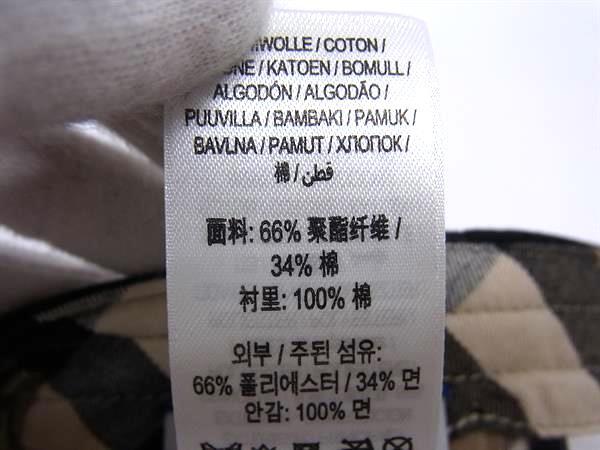 WOLLE / COTON /
NE / KATOEN / BOMULL /
ALGODÓN / ALGODÃO /
PUUVILLA / BAMBAKI / PAMUK /
BAVLNA / PAMUT / ХЛОПОК /
棉 / قطن /
面料: 66% 聚酯纤维 /
34% 棉
衬里: 100% 棉
외부 / 주된 섬유:
66% 폴리에스터 / 34% 면
안감: 100% 면